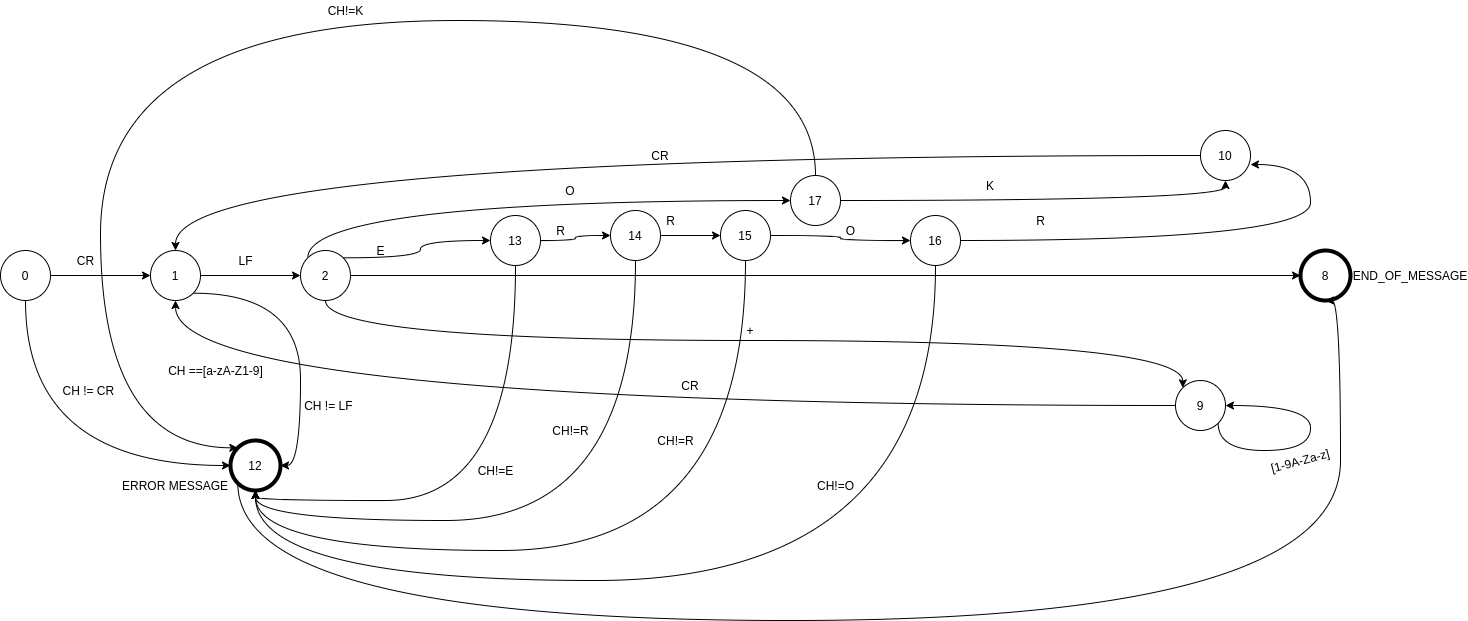 CH!=K
CR
10
O
K
17
R
R
R
O
E
13
14
15
16
CR
LF
0
1
2
8
END_OF_MESSAGE
+
CH ==[a-zA-Z1-9]
CH != CR
CR
CH != LF
9
CH!=R
CH!=R
[1-9A-Za-z]
12
CH!=E
ERROR MESSAGE
CH!=O